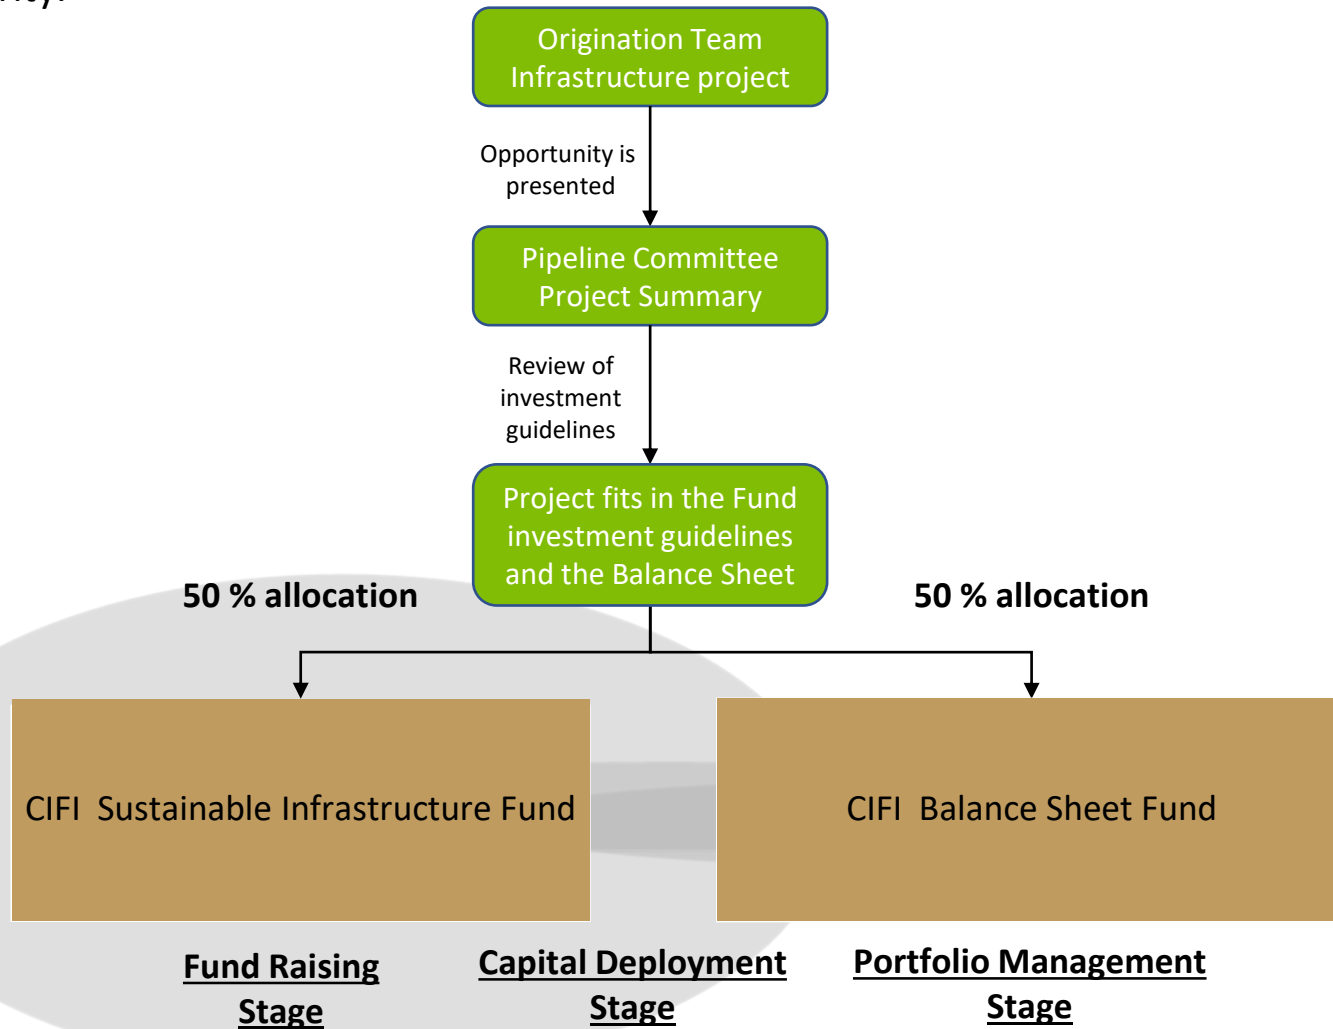 Origination Team
Infrastructure project
Opportunity is
presented
Pipeline Committee
Project Summary
Review of
investment
guidelines
Project fits in the Fund
investment guidelines
and the Balance Sheet
50 % allocation
50 % allocation
CIFI Sustainable Infrastructure Fund
CIFI Balance Sheet Fund
Fund Raising
Stage
Capital Deployment
Stage
Portfolio Management
Stage